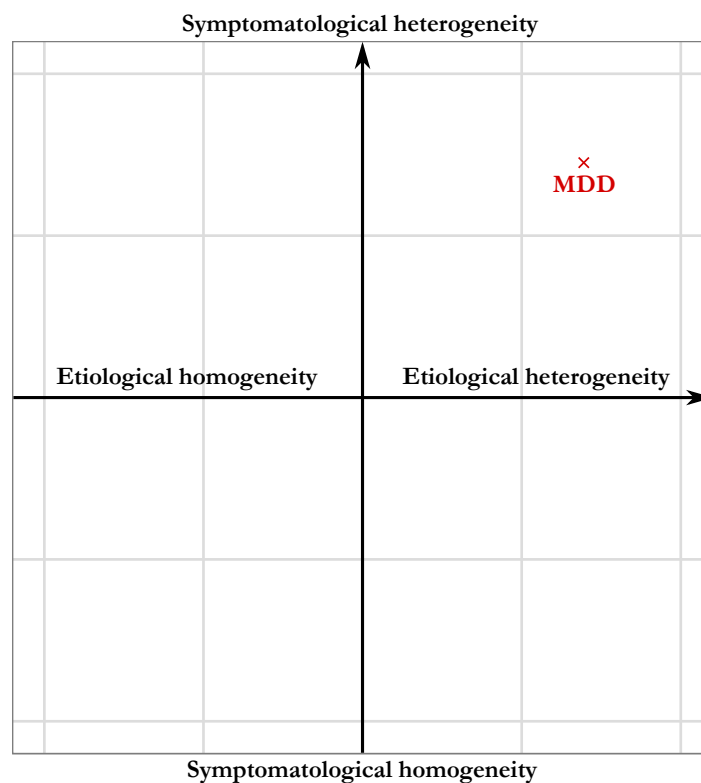 Symptomatological heterogeneity
MDD
Etiological homogeneity
Etiological heterogeneity
Symptomatological homogeneity